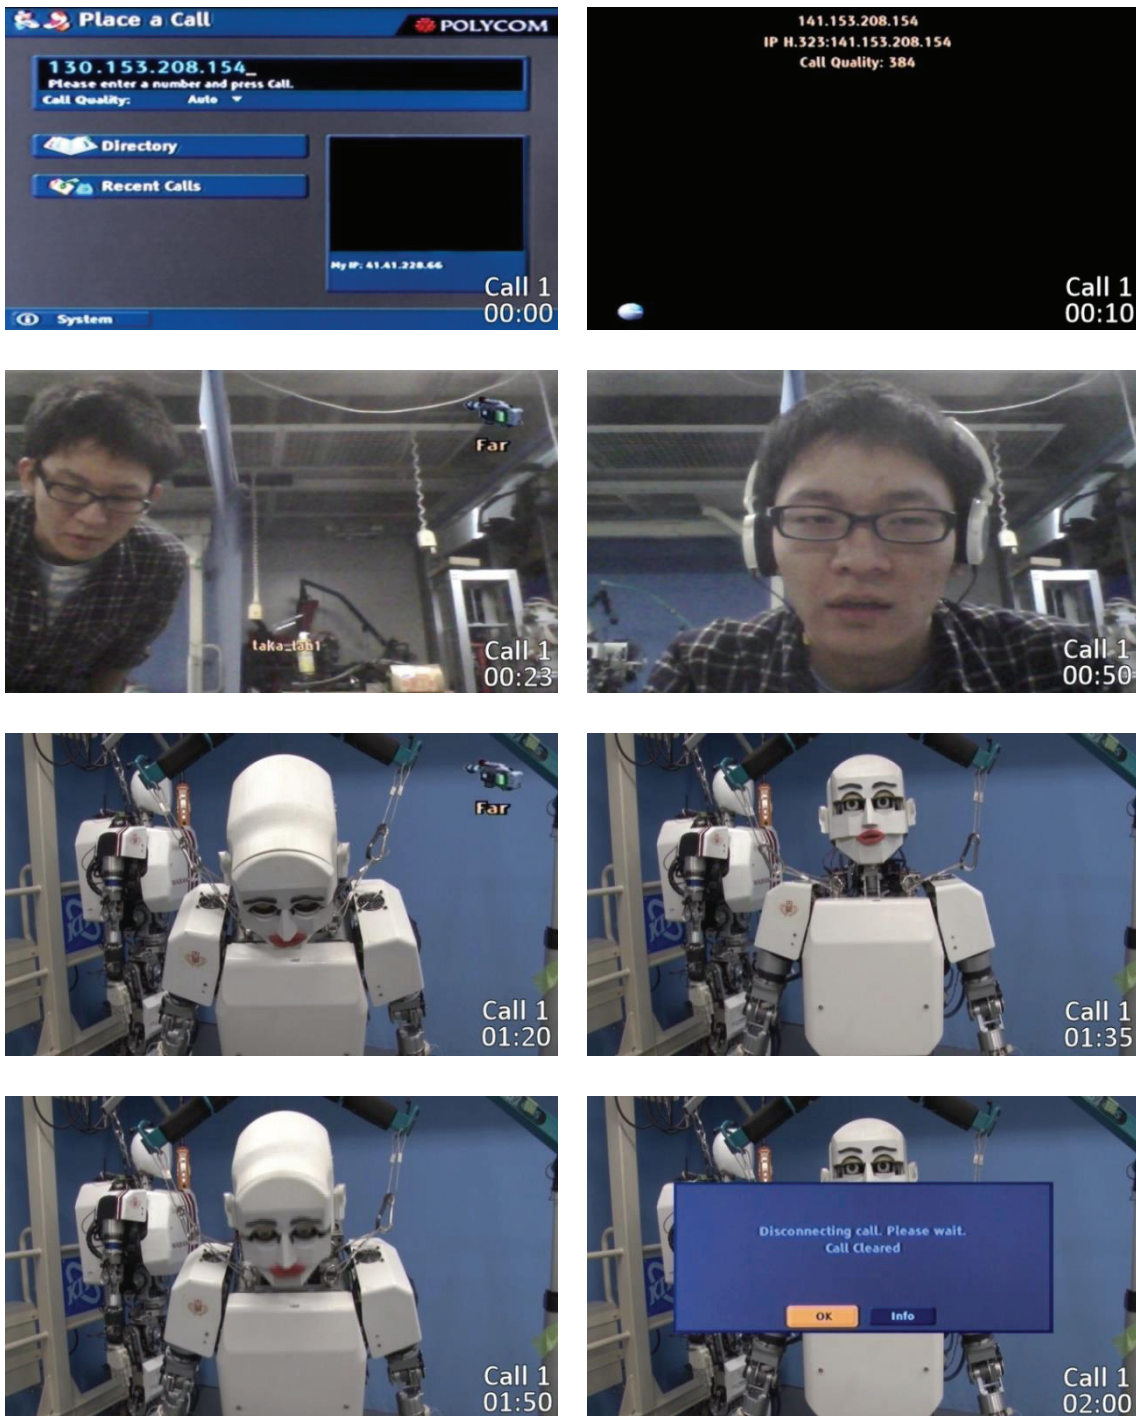 Place a Call
POLYCOM
130.153.208.154_
Please enter a number and press Call.
Call Quality: Auto
Directory
Recent Calls
My IP: 41.41.228.66
System
Call 1
00:00
141.153.208.154
IP H.323:141.153.208.154
Call Quality: 384
Call 1
00:10
Far
taka_lab1
Call 1
00:23
Call 1
00:50
Far
Call 1
01:20
Call 1
01:35
Call 1
01:50
Disconnecting call. Please wait.
Call Cleared
OK
Info
Call 1
02:00